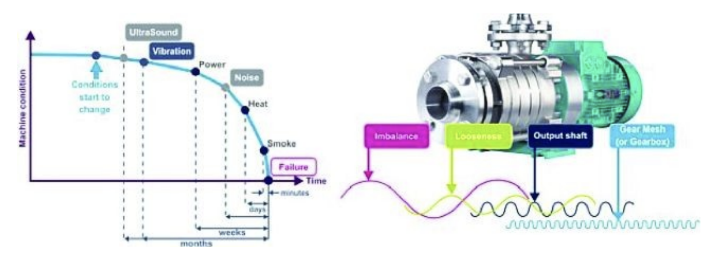 UltraSound
Vibration
Power
Noise
Heat
Smoke
Failure
Conditions
start to
change
Machine condition
Time
minutes
days
weeks
months
Imbalance
Looseness
Output shaft
Gear Mesh
(or Gearbox)